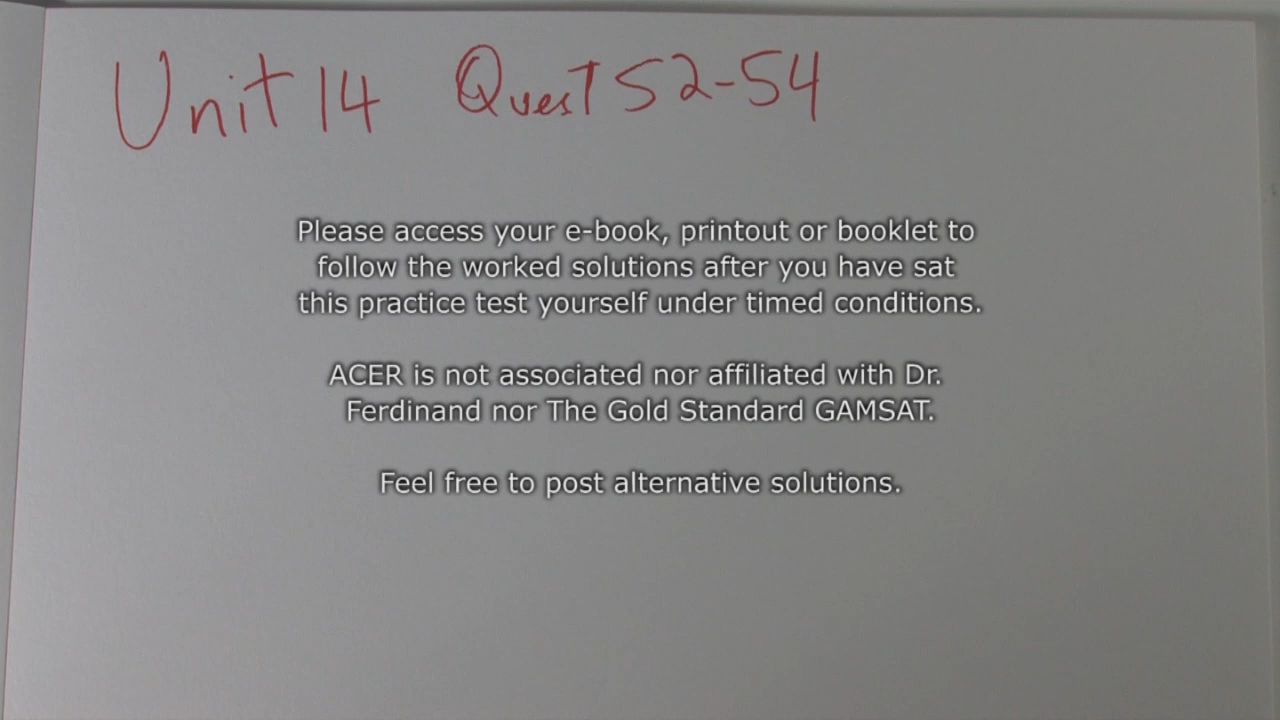 Unit 14 Quest 52-54
Please access your e-book, printout or booklet to
follow the worked solutions after you have sat
this practice test yourself under timed conditions.
ACER is not associated nor affiliated with Dr.
Ferdinand nor The Gold Standard GAMSAT.
Feel free to post alternative solutions.